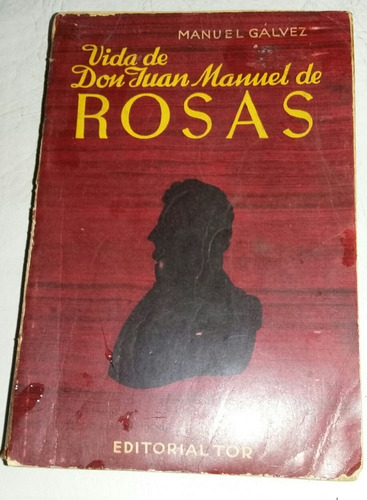 MANUEL GALVEZ
Vida de
Don Juan Manuel de
ROSAS
EDITORIAL TOR